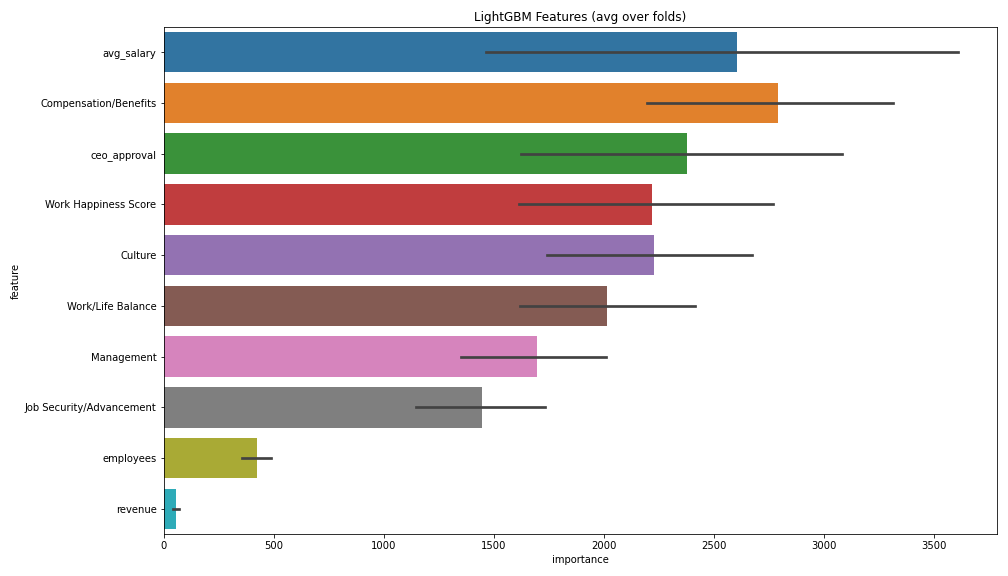 LightGBM Features (avg over folds)
avg_salary
Compensation/Benefits
ceo_approval
Work Happiness Score
Culture
Work/Life Balance
Management
Job Security/Advancement
employees
revenue
feature
0 500 1000 1500 2000 2500 3000 3500
importance